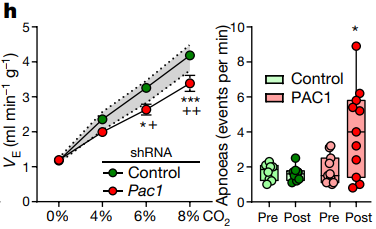 h
5
4
3
2
1
0
V̇E (ml min−1 g−1)
***
++
*+
shRNA
Control
Pac1
0% 4% 6% 8% CO2
10
8
6
4
2
0
Apnoeas (events per min)
*
Control
PAC1
Pre Post Pre Post